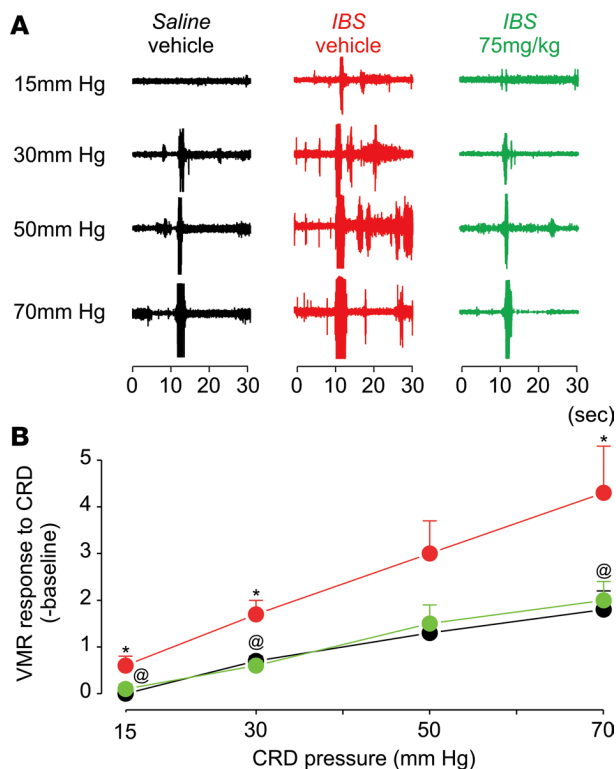 A
Saline vehicle
IBS vehicle
IBS 75mg/kg
15mm Hg
30mm Hg
50mm Hg
70mm Hg
0 10 20 30
0 10 20 30
0 10 20 30
(sec)
B
VMR response to CRD
(-baseline)
5
4
3
2
1
0
*
@
*
@
*
@
15 30 50 70
CRD pressure (mm Hg)